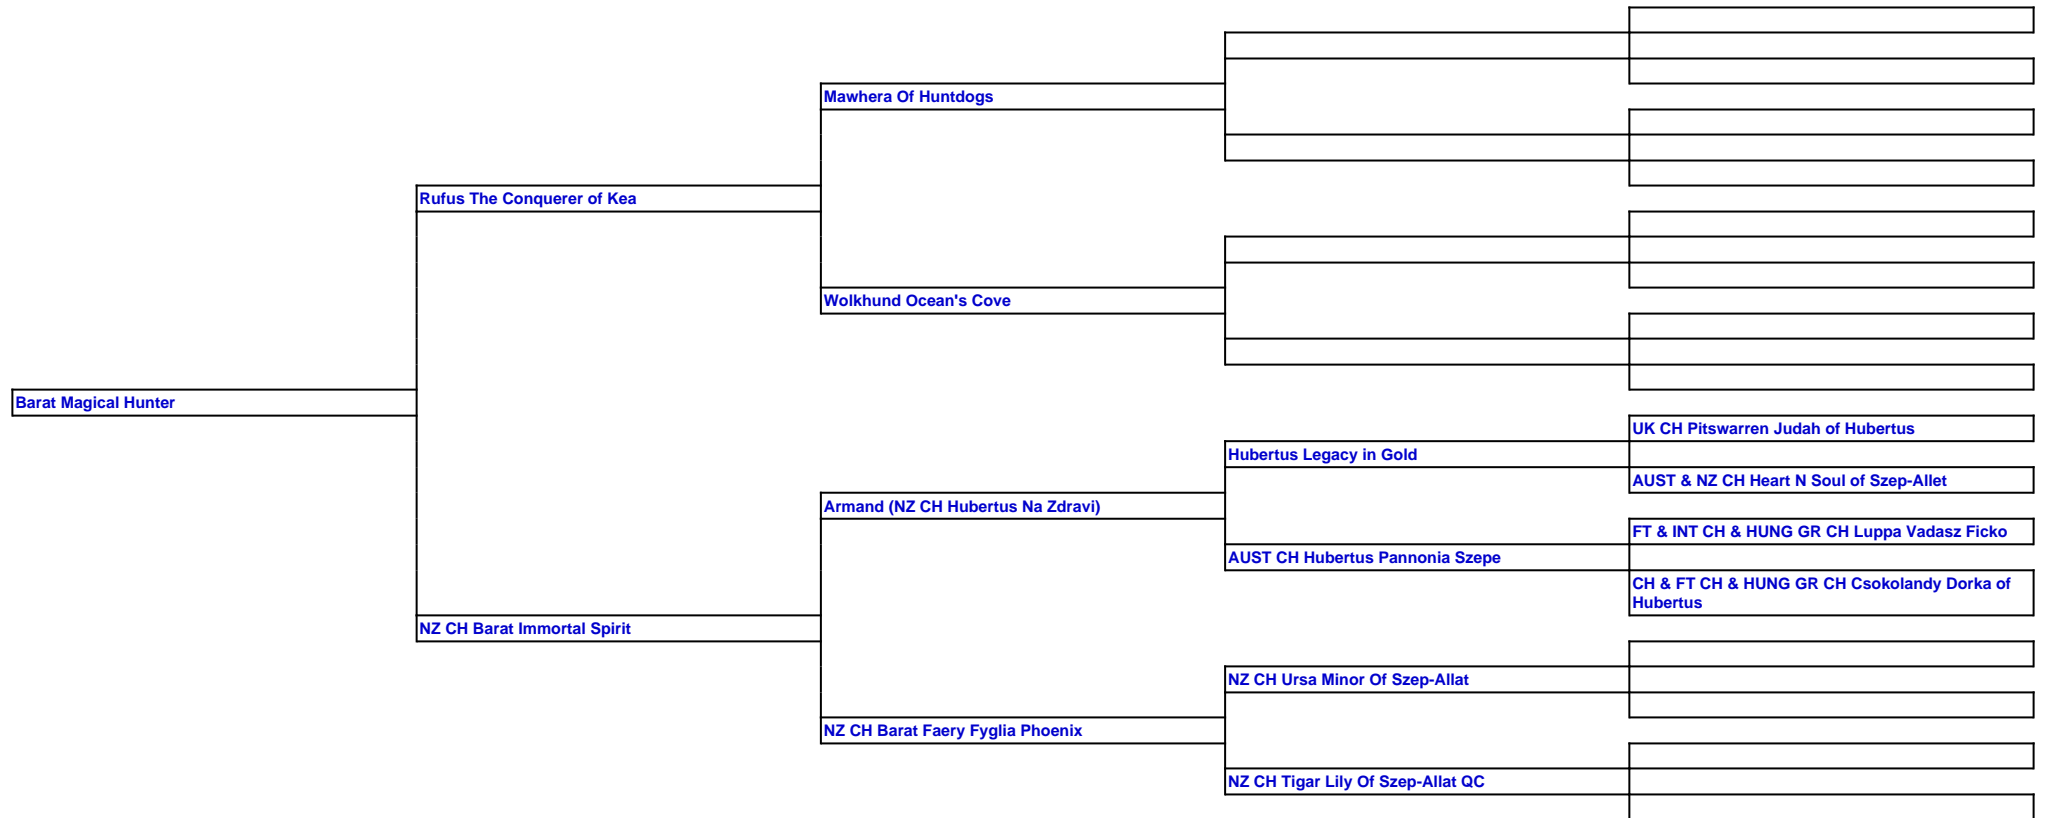 Mawhera Of Huntdogs
Rufus The Conquerer of Kea
Wolkhund Ocean's Cove
Barat Magical Hunter
UK CH Pitswarren Judah of Hubertus
Hubertus Legacy in Gold
AUST & NZ CH Heart N Soul of Szep-Allet
Armand (NZ CH Hubertus Na Zdravi)
FT & INT CH & HUNG GR CH Luppa Vadasz Ficko
AUST CH Hubertus Pannonia Szepe
CH & FT CH & HUNG GR CH Csokolandy Dorka of
Hubertus
NZ CH Barat Immortal Spirit
NZ CH Ursa Minor Of Szep-Allat
NZ CH Barat Faery Fyglia Phoenix
NZ CH Tigar Lily Of Szep-Allat QC